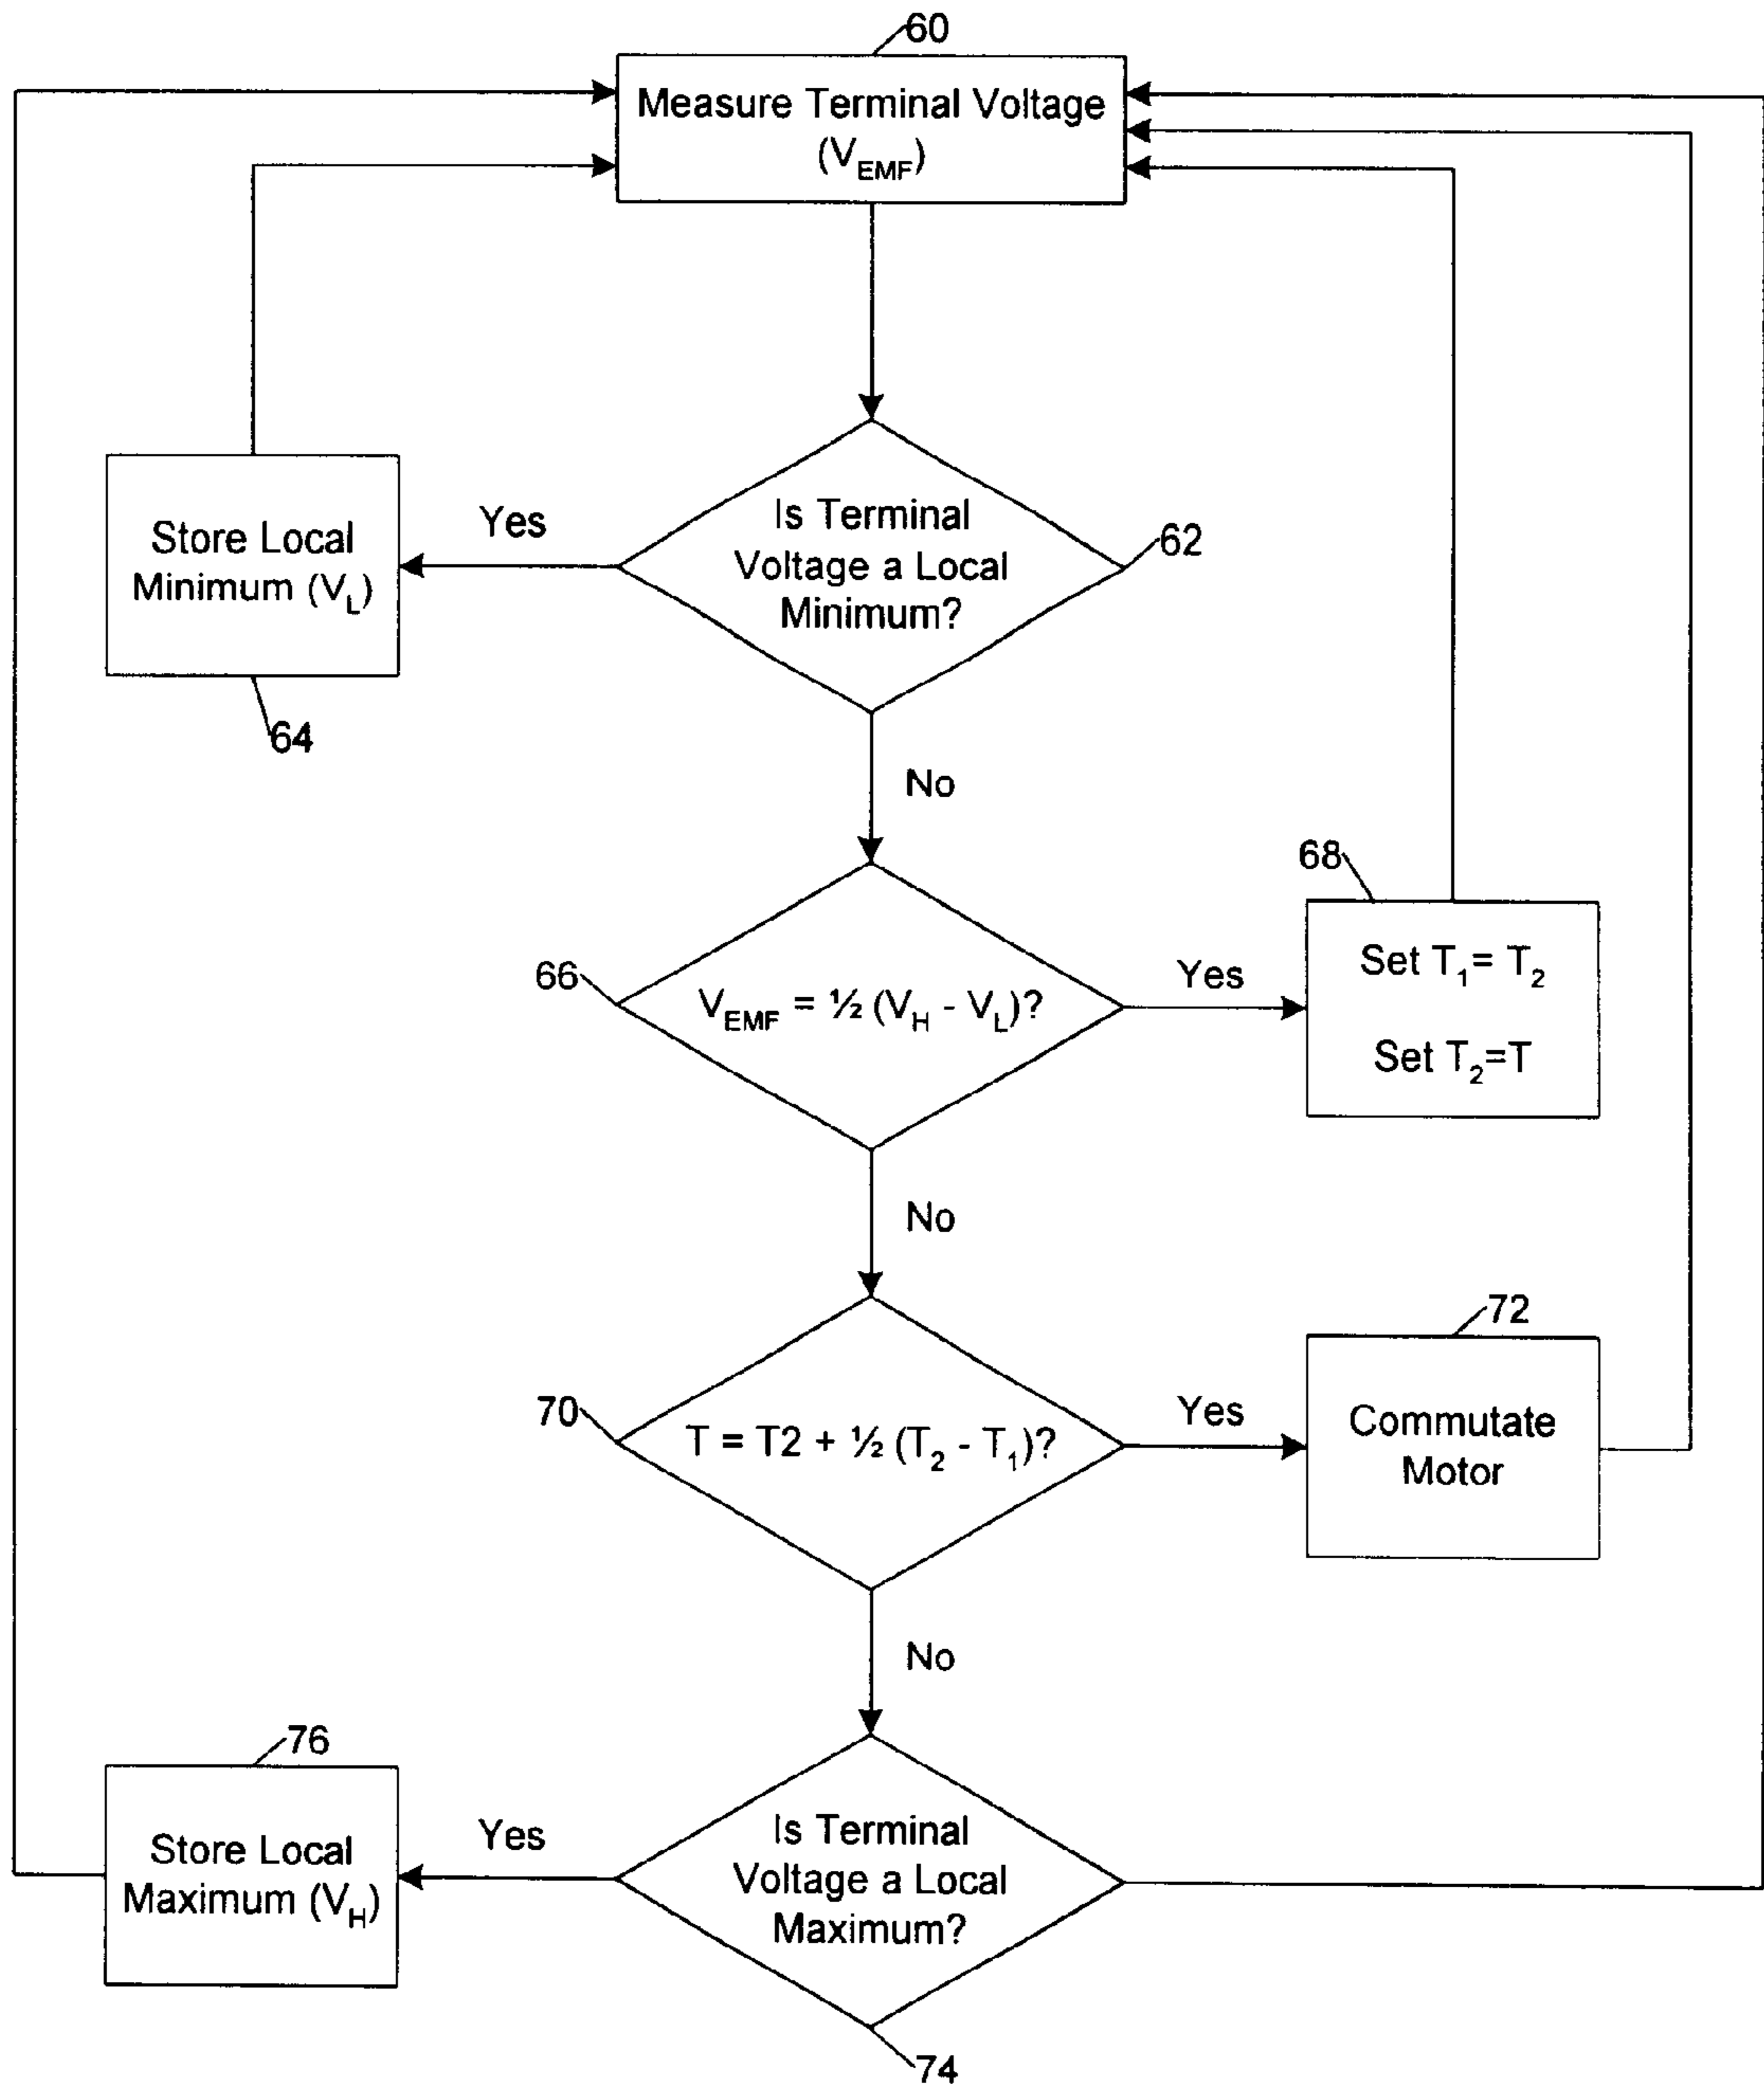 60
Measure Terminal Voltage
(V_EMF)
Is Terminal
Voltage a Local
Minimum?
62
Yes
Store Local
Minimum (V_L)
64
No
66
V_EMF = ½ (V_H - V_L)?
Yes
68
Set T_1 = T_2
Set T_2=T
No
70
T = T2 + ½ (T_2 - T_1)?
Yes
72
Commutate
Motor
No
Is Terminal
Voltage a Local
Maximum?
74
Yes
76
Store Local
Maximum (V_H)